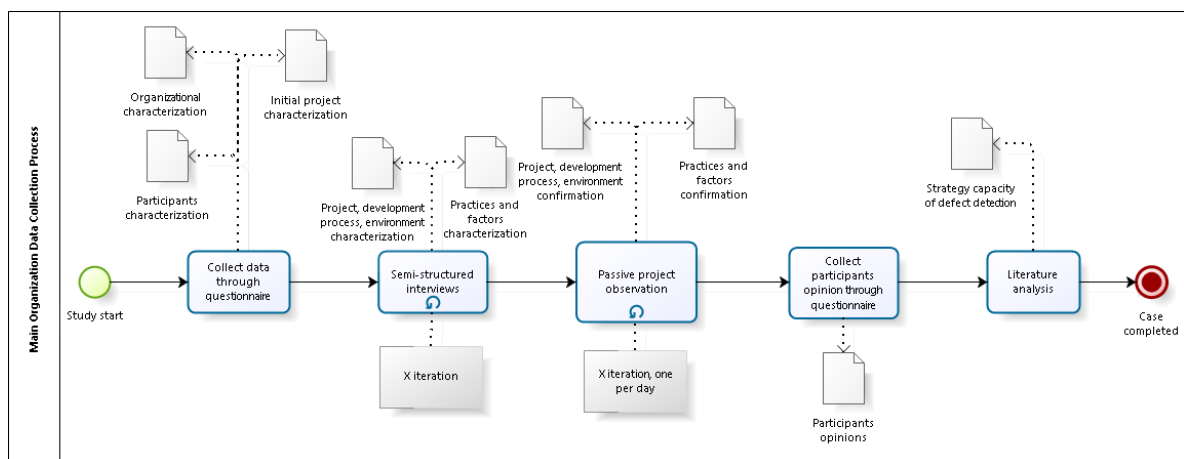 Main Organization Data Collection Process
Organizational
characterization
Initial project
characterization
Participants
characterization
Project, development
process, environment
characterization
Practices and
factors
characterization
Project, development
process, environment
confirmation
Practices and
factors
confirmation
Strategy capacity
of defect detection
Study start
Collect data
through
questionnaire
Semi-structured
interviews
Passive project
observation
Collect
participants
opinion through
questionnaire
Literature
analysis
Case
completed
X iteration
X iteration, one
per day
Participants
opinions